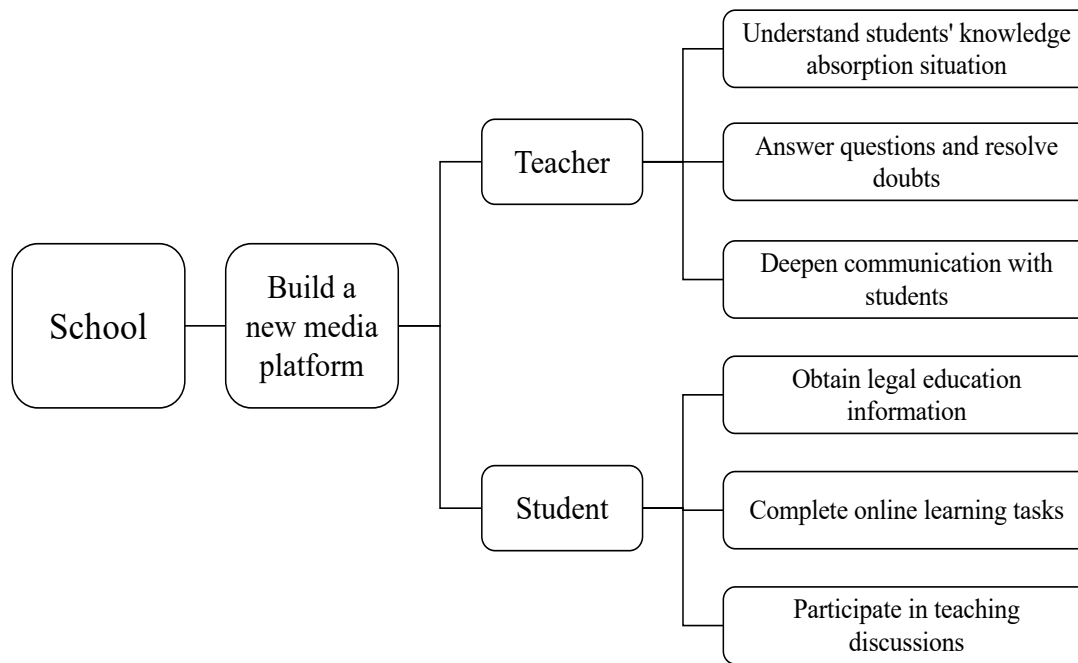 School
Build a
new media
platform
Teacher
Understand students' knowledge
absorption situation
Answer questions and resolve
doubts
Deepen communication with
students
Student
Obtain legal education
information
Complete online learning tasks
Participate in teaching
discussions